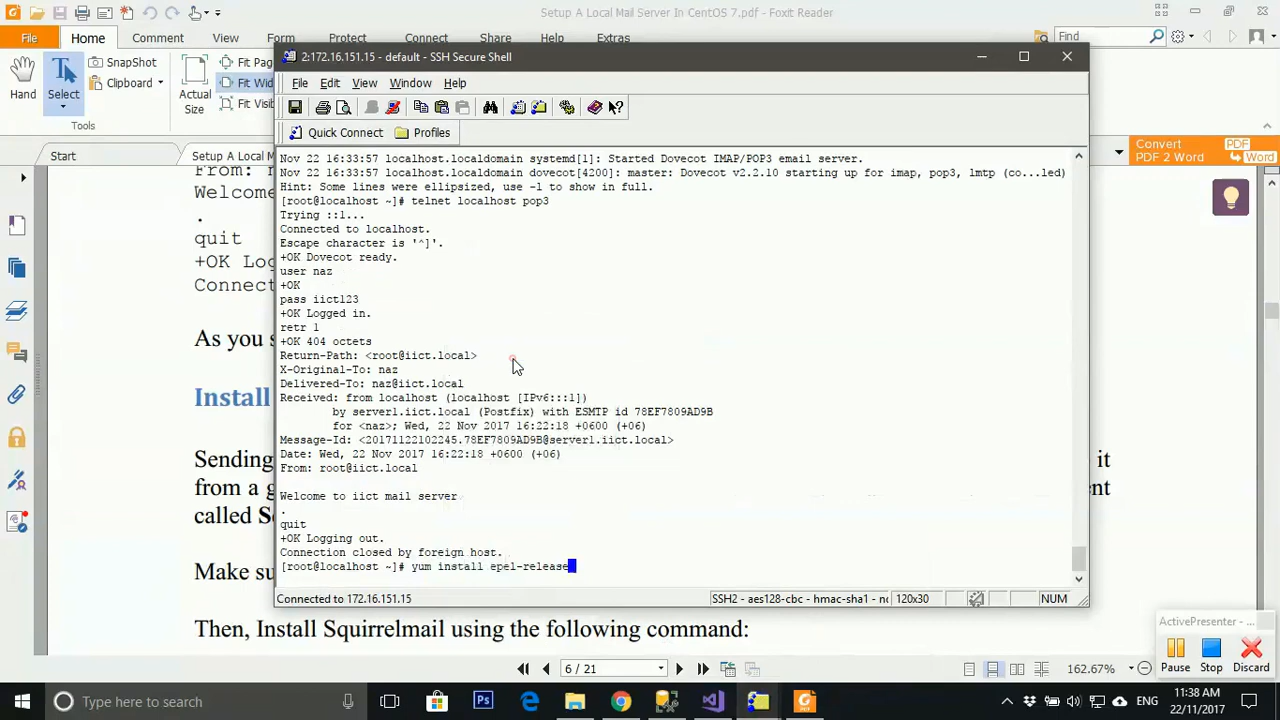 Setup A Local Mail Server In CentOS 7.pdf - Foxit Reader
File Home Comment View Form Protect Connect Share Help Extras
Find
Hand
Select
SnapShot
Clipboard
Tools
Actual
Size
Fit Pag
Fit Wid
Fit Visib
Start
Setup A Local M
Convert
PDF 2 Word
PDF
Word
From: r
Welcome
.
quit
+OK Log
Connect
As you s
Install
Sending
it
from a g
ent
called S
Make su
Then, Install Squirrelmail using the following command:
2:172.16.151.15 - default - SSH Secure Shell
File Edit View Window Help
Quick Connect Profiles
Nov 22 16:33:57 localhost.localdomain systemd[1]: Started Dovecot IMAP/POP3 email server.
Nov 22 16:33:57 localhost.localdomain dovecot[4200]: master: Dovecot v2.2.10 starting up for imap, pop3, lmtp (co...led)
Hint: Some lines were ellipsized, use -l to show in full.
[root@localhost ~]# telnet localhost pop3
Trying ::1...
Connected to localhost.
Escape character is '^]'.
+OK Dovecot ready.
user naz
+OK
pass iict123
+OK Logged in.
retr 1
+OK 404 octets
Return-Path: <root@iict.local>
X-Original-To: naz
Delivered-To: naz@iict.local
Received: from localhost (localhost [IPv6:::1])
by server1.iict.local (Postfix) with ESMTP id 78EF7809AD9B
for <naz>; Wed, 22 Nov 2017 16:22:18 +0600 (+06)
Message-Id: <20171122102245.78EF7809AD9B@server1.iict.local>
Date: Wed, 22 Nov 2017 16:22:18 +0600 (+06)
From: root@iict.local
Welcome to iict mail server
.
quit
+OK Logging out.
Connection closed by foreign host.
[root@localhost ~]# yum install epel-release
Connected to 172.16.151.15
SSH2 - aes128-cbc - hmac-sha1 - nc
120x30
NUM
ActivePresenter - ...
Pause Stop Discard
6 / 21
162.67%
Type here to search
ENG
11:38 AM
22/11/2017